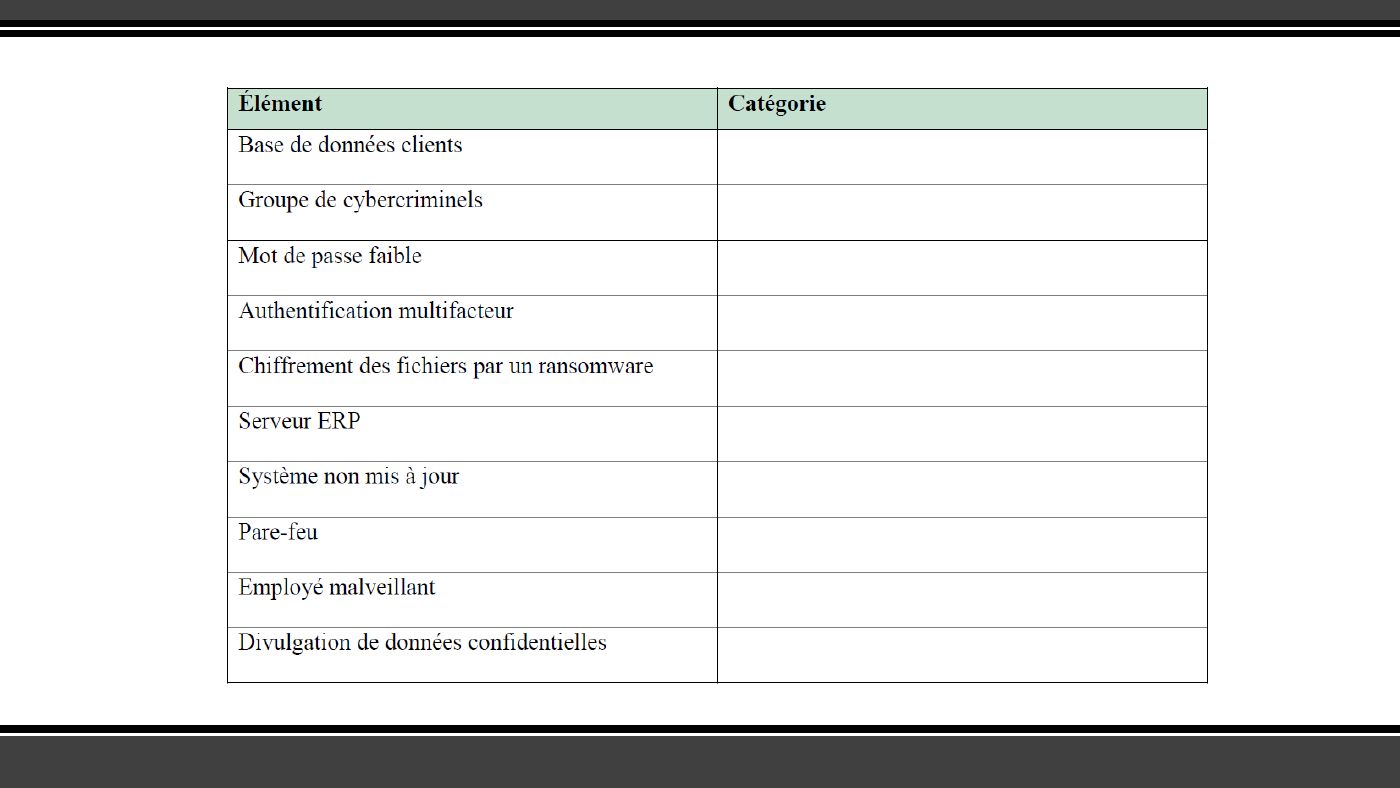 Élément
Catégorie
Base de données clients
Groupe de cybercriminels
Mot de passe faible
Authentification multifacteur
Chiffrement des fichiers par un ransomware
Serveur ERP
Système non mis à jour
Pare-feu
Employé malveillant
Divulgation de données confidentielles